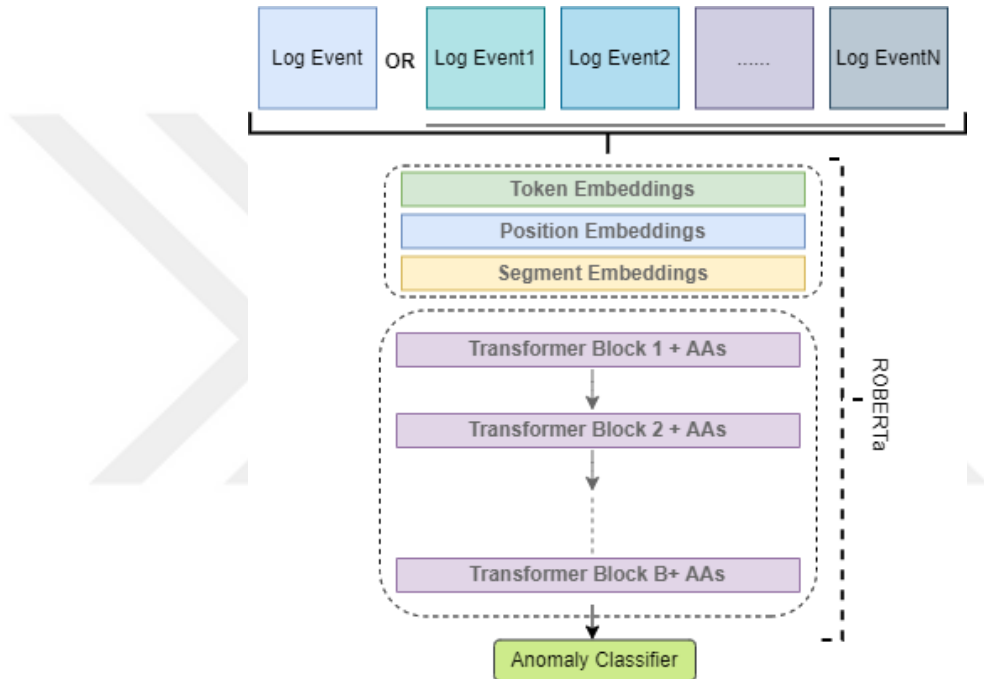 Log Event OR Log Event1 Log Event2 ...... Log EventN
Token Embeddings
Position Embeddings
Segment Embeddings
Transformer Block 1 + AAs
Transformer Block 2 + AAs
Transformer Block B+ AAs
Anomaly Classifier
ROBERTa